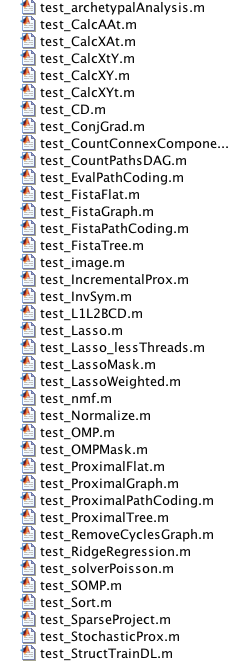 test_archetypalAnalysis.m
test_CalcAAt.m
test_CalcXAt.m
test_CalcXtY.m
test_CalcXY.m
test_CalcXYt.m
test_CD.m
test_ConjGrad.m
test_CountConnexCompone...
test_CountPathsDAG.m
test_EvalPathCoding.m
test_FistaFlat.m
test_FistaGraph.m
test_FistaPathCoding.m
test_FistaTree.m
test_image.m
test_IncrementalProx.m
test_InvSym.m
test_L1L2BCD.m
test_Lasso.m
test_Lasso_lessThreads.m
test_LassoMask.m
test_LassoWeighted.m
test_nmf.m
test_Normalize.m
test_OMP.m
test_OMPMask.m
test_ProximalFlat.m
test_ProximalGraph.m
test_ProximalPathCoding.m
test_ProximalTree.m
test_RemoveCyclesGraph.m
test_RidgeRegression.m
test_solverPoisson.m
test_SOMP.m
test_Sort.m
test_SparseProject.m
test_StochasticProx.m
test_StructTrainDL.m